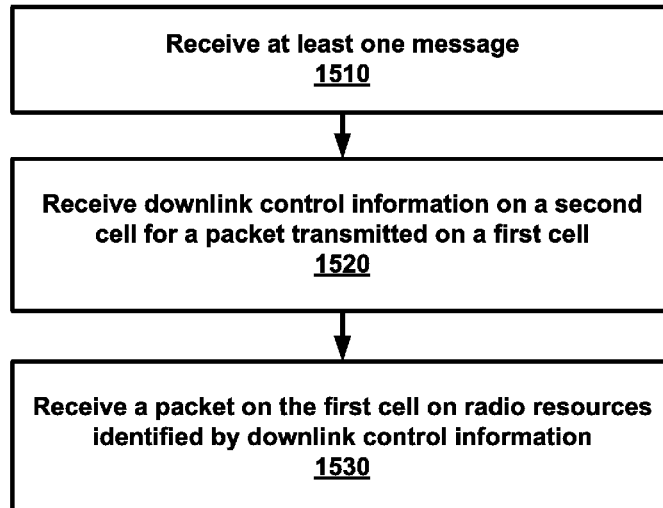 Receive at least one message
1510
Receive downlink control information on a second
cell for a packet transmitted on a first cell
1520
Receive a packet on the first cell on radio resources
identified by downlink control information
1530